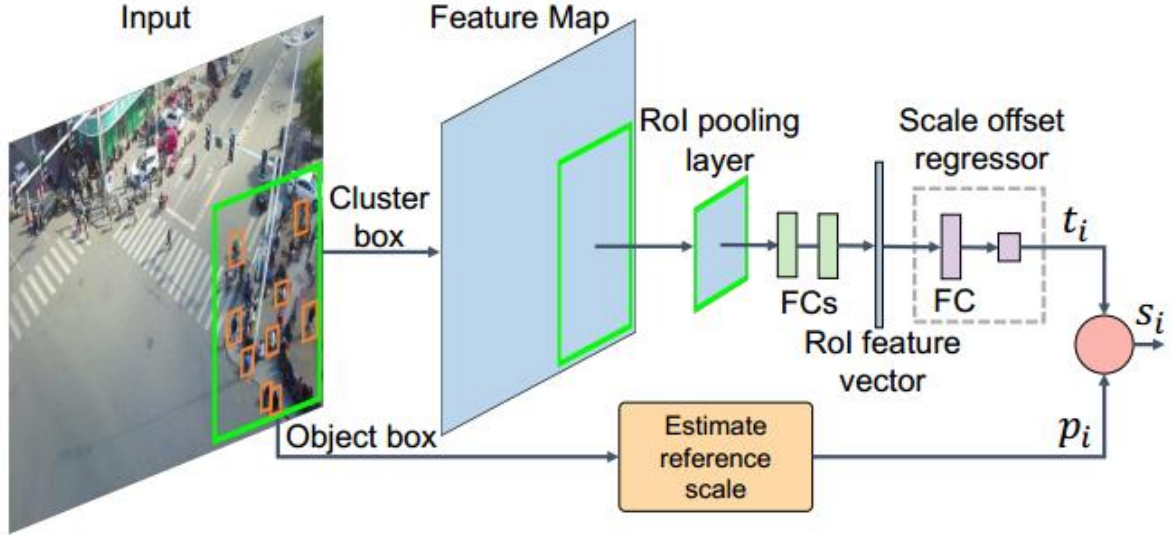 Input
Feature Map
Cluster
box
RoI pooling
layer
Scale offset
regressor
FCs
FC
RoI feature
vector
t_i
s_i
p_i
Object box
Estimate
reference
scale